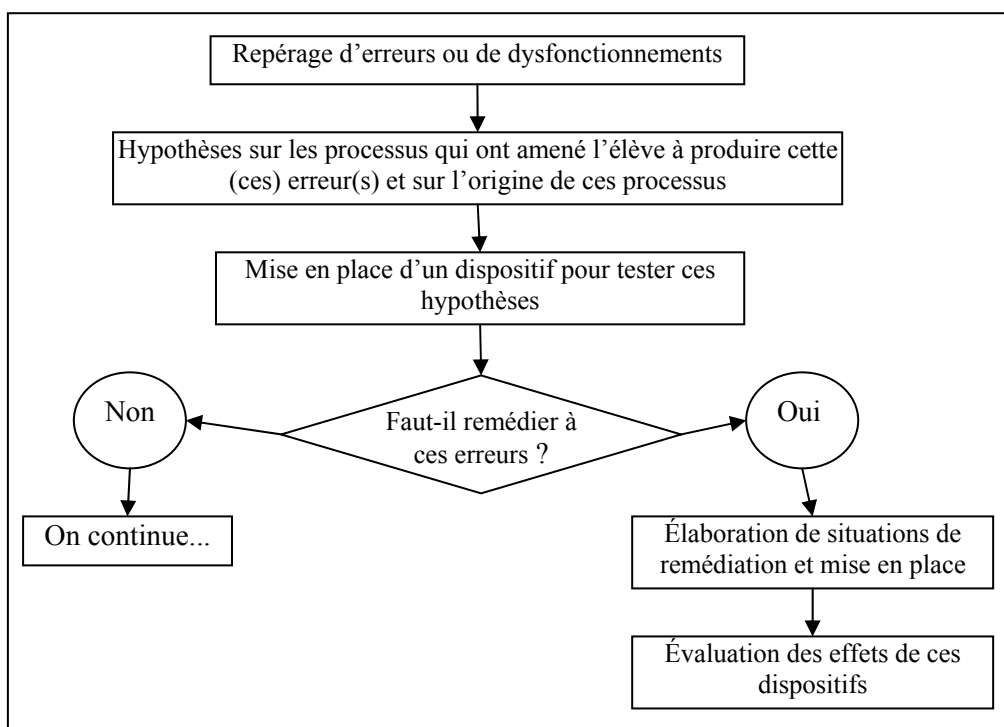 Repérage d’erreurs ou de dysfonctionnements
Hypothèses sur les processus qui ont amené l’élève à produire cette
(ces) erreur(s) et sur l’origine de ces processus
Mise en place d’un dispositif pour tester ces
hypothèses
Faut-il remédier à
ces erreurs ?
Non
Oui
On continue...
Élaboration de situations de
remédiation et mise en place
Évaluation des effets de ces
dispositifs